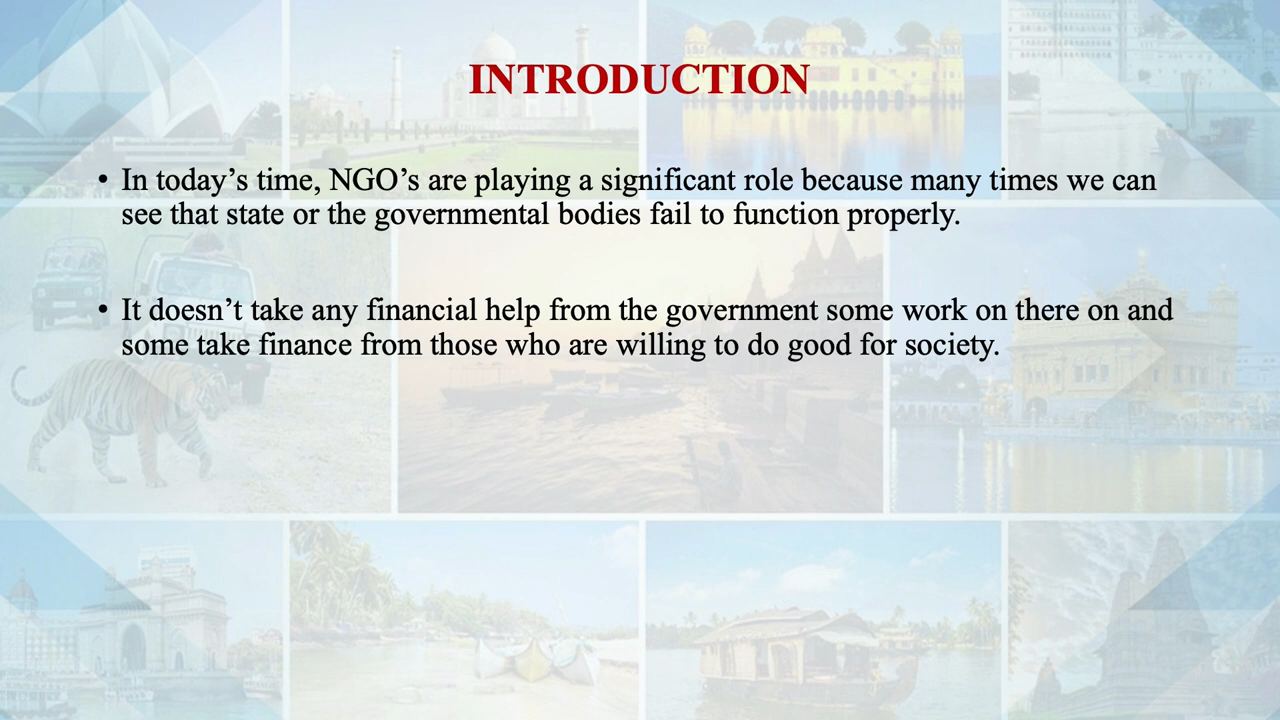 INTRODUCTION
• In today’s time, NGO’s are playing a significant role because many times we can
see that state or the governmental bodies fail to function properly.
• It doesn’t take any financial help from the government some work on there on and
some take finance from those who are willing to do good for society.